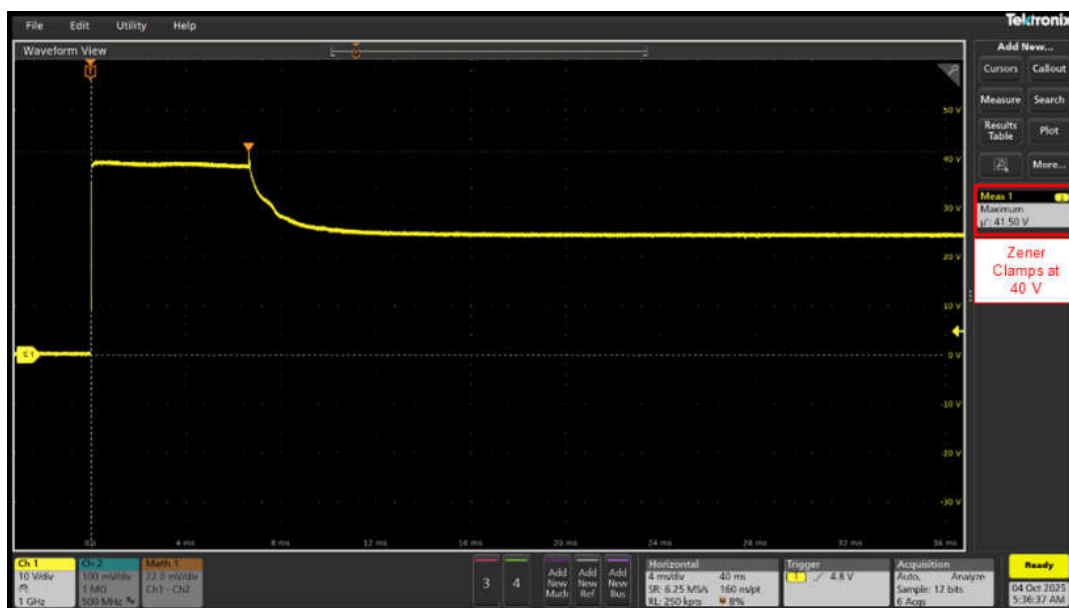 File Edit Utility Help
Tektronix
Waveform View
Add New...
Cursors Callout
Measure Search
Results Table Plot
More...
Meas 1
Maximum
μ': 41.50 V
Zener
Clamps at
40 V
50 V
40 V
30 V
20 V
10 V
0 V
-10 V
-20 V
-30 V
C1
0s 4 ms 8 ms 12 ms 16 ms 20 ms 24 ms 28 ms 32 ms 36 ms
Ch 1
10 V/div
1 GHz
Ch 2
100 mV/div
1 MΩ
500 MHz
Math 1
22.0 mV/div
Ch1 - Ch2
3
4
Add New Math
Add New Ref
Add New Bus
Horizontal
4 ms/div 40 ms
SR: 6.25 MS/s 160 ns/pt
RL: 250 kpts 8%
Trigger
1 4.8 V
Acquisition
Auto, Analyze
Sample: 12 bits
6 Acqs
Ready
04 Oct 2025
5:36:37 AM